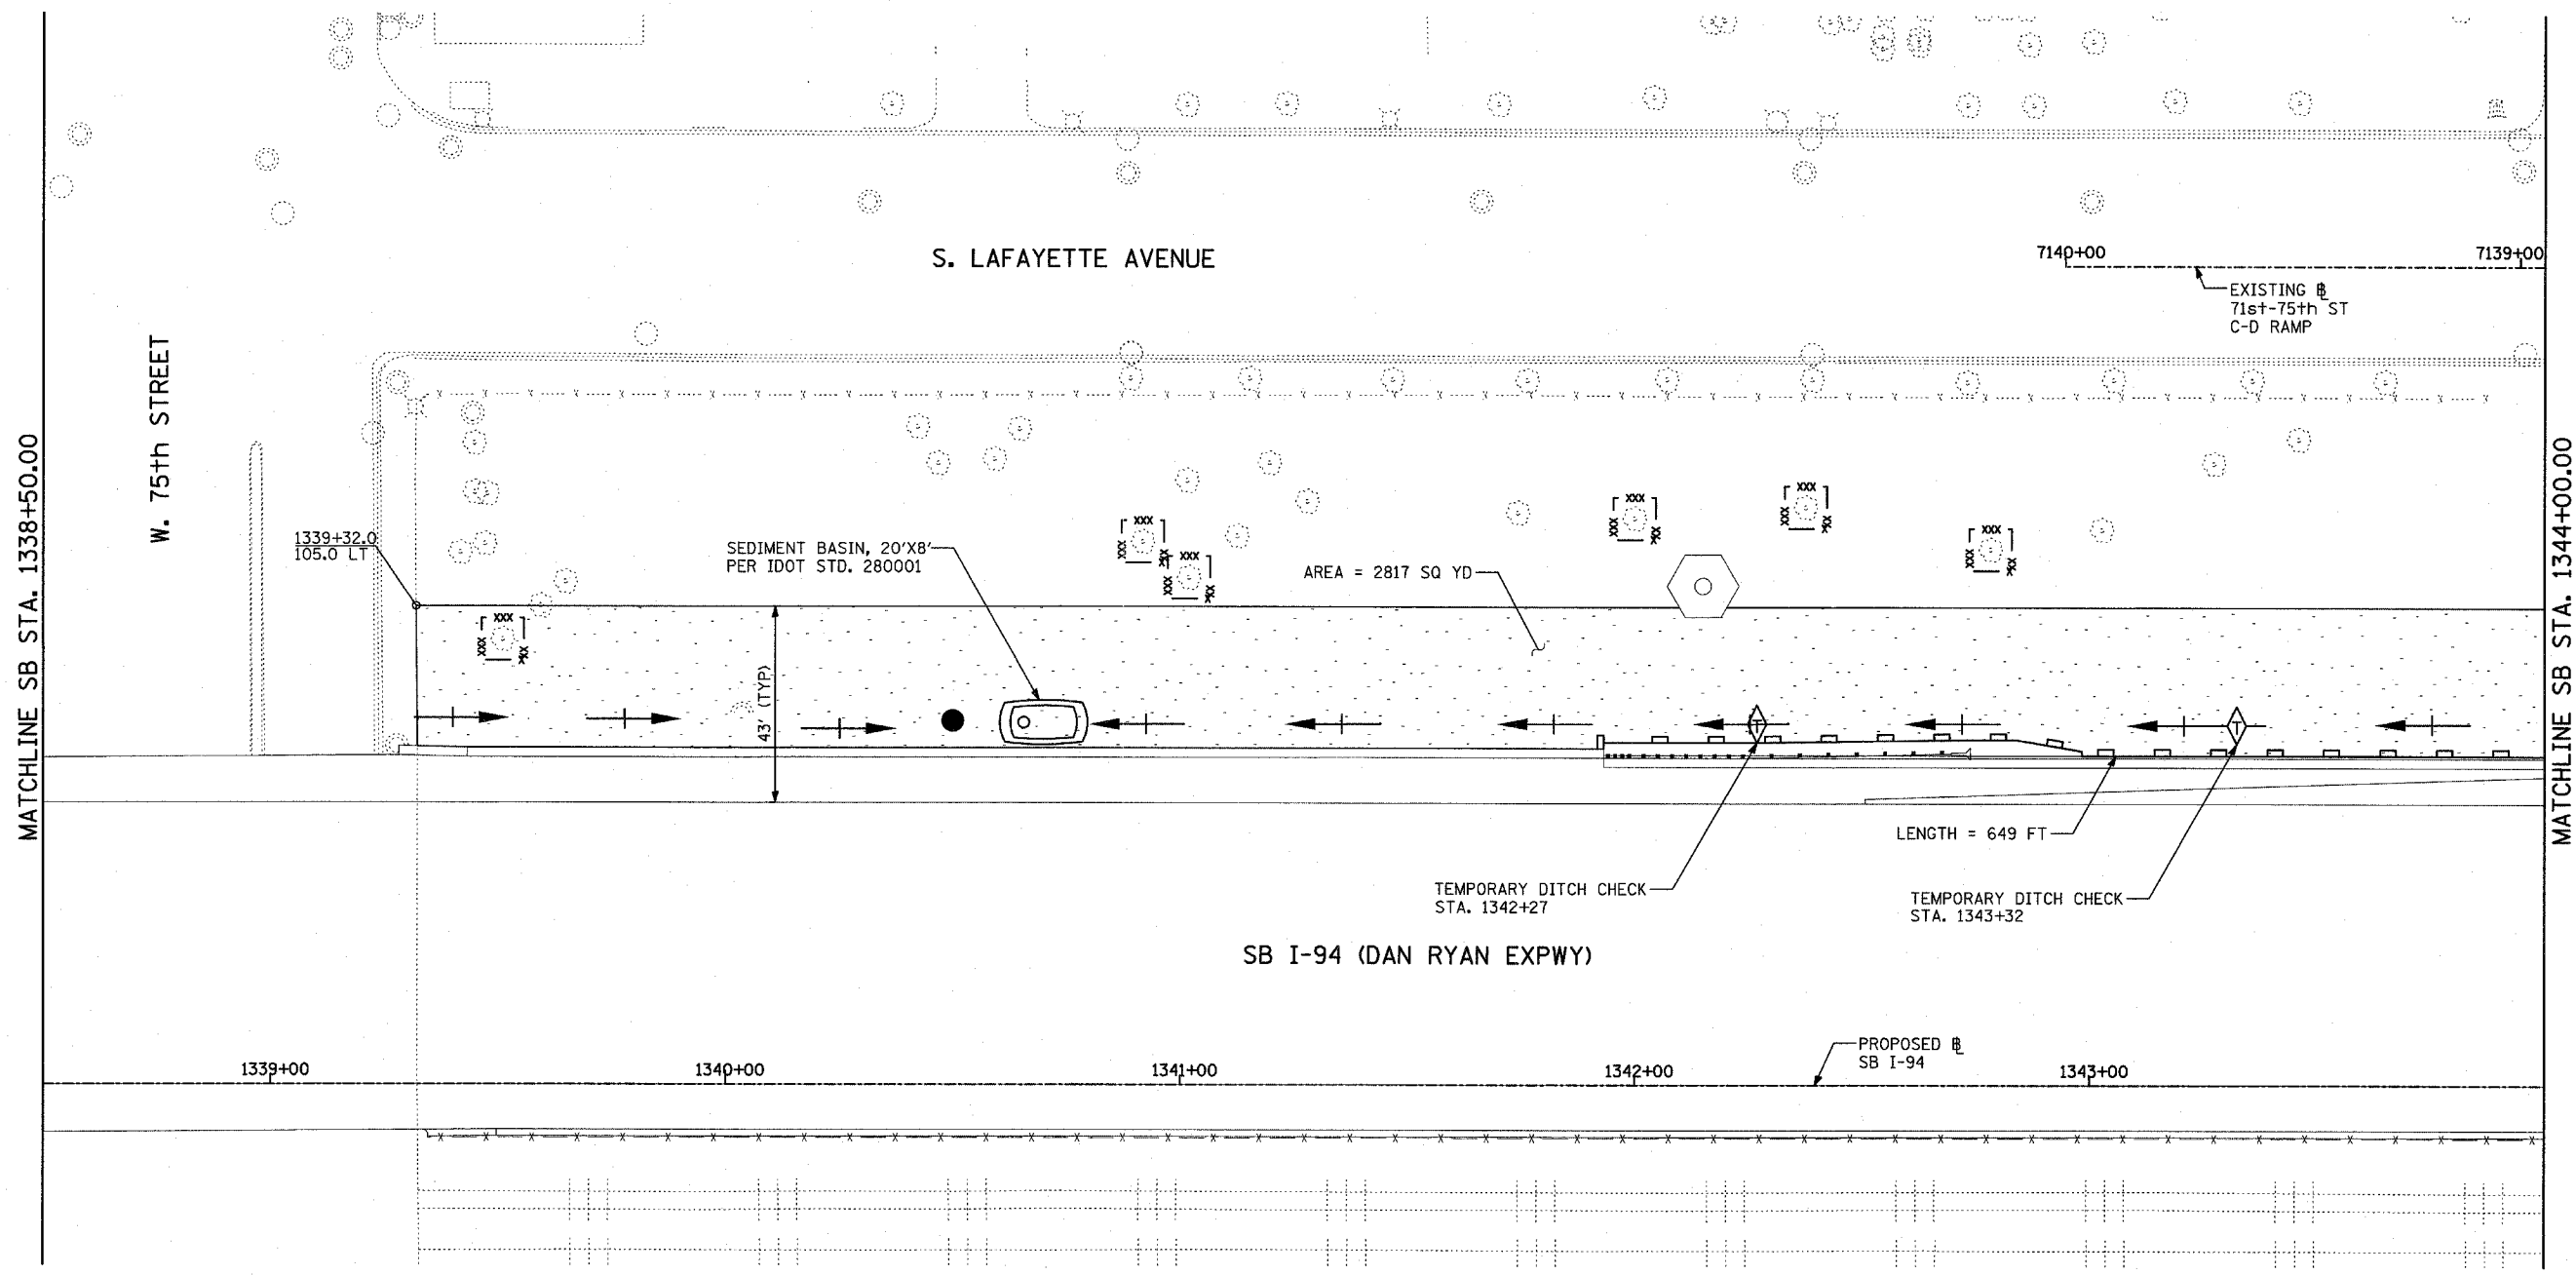 S. LAFAYETTE AVENUE
7140+00
7139+00
EXISTING B
71st-75th ST
C-D RAMP
W. 75th STREET
MATCHLINE SB STA. 1338+50.00
MATCHLINE SB STA. 1344+00.00
1339+32.0
105.0 LT
SEDIMENT BASIN, 20'X8'
PER IDOT STD. 280001
AREA = 2817 SQ YD
43' (TYP)
T
T
LENGTH = 649 FT
TEMPORARY DITCH CHECK
STA. 1342+27
TEMPORARY DITCH CHECK
STA. 1343+32
SB I-94 (DAN RYAN EXPWY)
PROPOSED B
SB I-94
1339+00
1340+00
1341+00
1342+00
1343+00